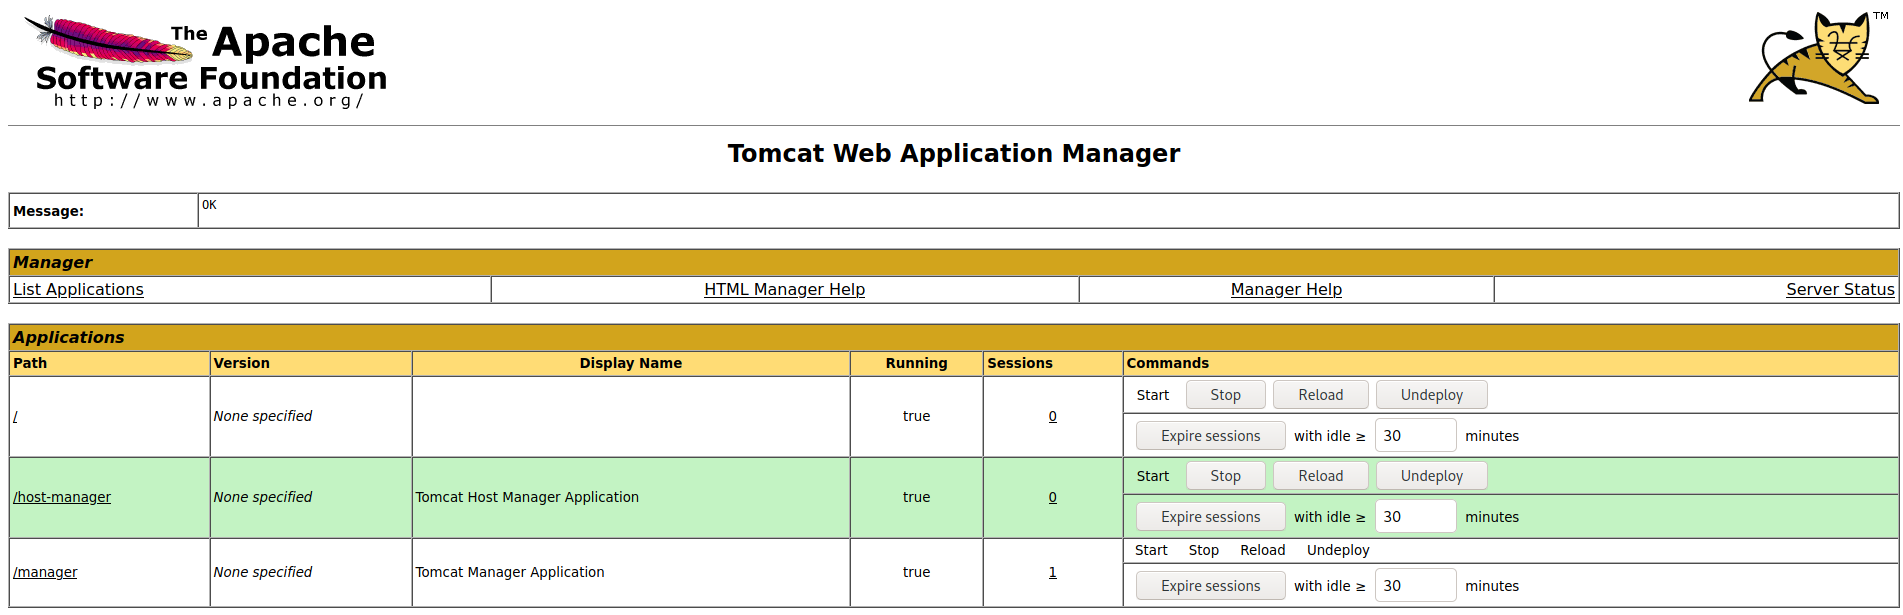 The Apache
Software Foundation
http://www.apache.org/
TM
Tomcat Web Application Manager
Message: OK
Manager
List Applications HTML Manager Help Manager Help Server Status
Applications
Path Version Display Name Running Sessions Commands
/ None specified true 0 Start Stop Reload Undeploy
Expire sessions with idle ≥ 30 minutes
/host-manager None specified Tomcat Host Manager Application true 0 Start Stop Reload Undeploy
Expire sessions with idle ≥ 30 minutes
/manager None specified Tomcat Manager Application true 1 Start Stop Reload Undeploy
Expire sessions with idle ≥ 30 minutes